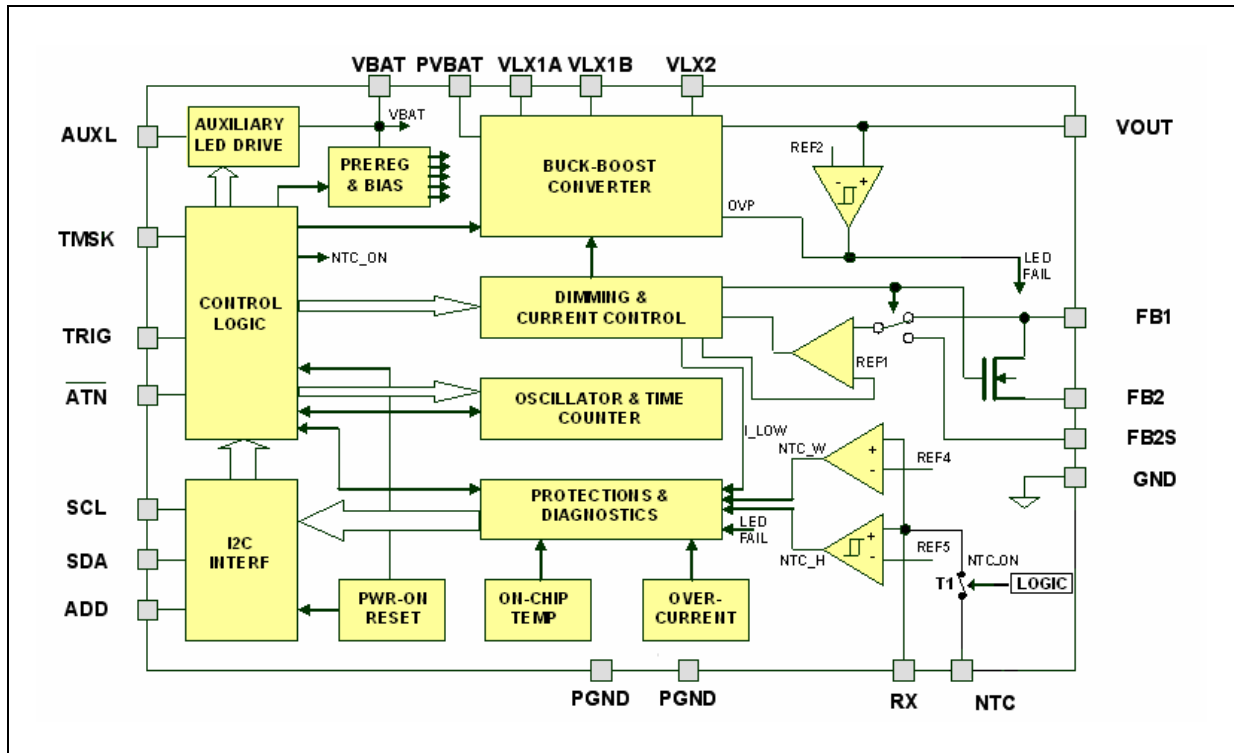 VBAT PVBAT VLX1A VLX1B VLX2
AUXL
AUXILIARY
LED DRIVE
VBAT
PREREG
& BIAS
BUCK-BOOST
CONVERTER
REF2
- +
VOUT
OVP
LED
FAIL
TMSK
NTC_ON
CONTROL
LOGIC
DIMMING &
CURRENT CONTROL
REF1
FB1
TRIG
ATN
OSCILLATOR & TIME
COUNTER
FB2
FB2S
I_LOW
NTC_W
+
-
REF4
GND
SCL
SDA
ADD
I2C
INTERF
PROTECTIONS &
DIAGNOSTICS
LED
FAIL
NTC_H
+
-
REF5
NTC_ON
T1
LOGIC
PWR-ON
RESET
ON-CHIP
TEMP
OVER-
CURRENT
PGND PGND RX NTC